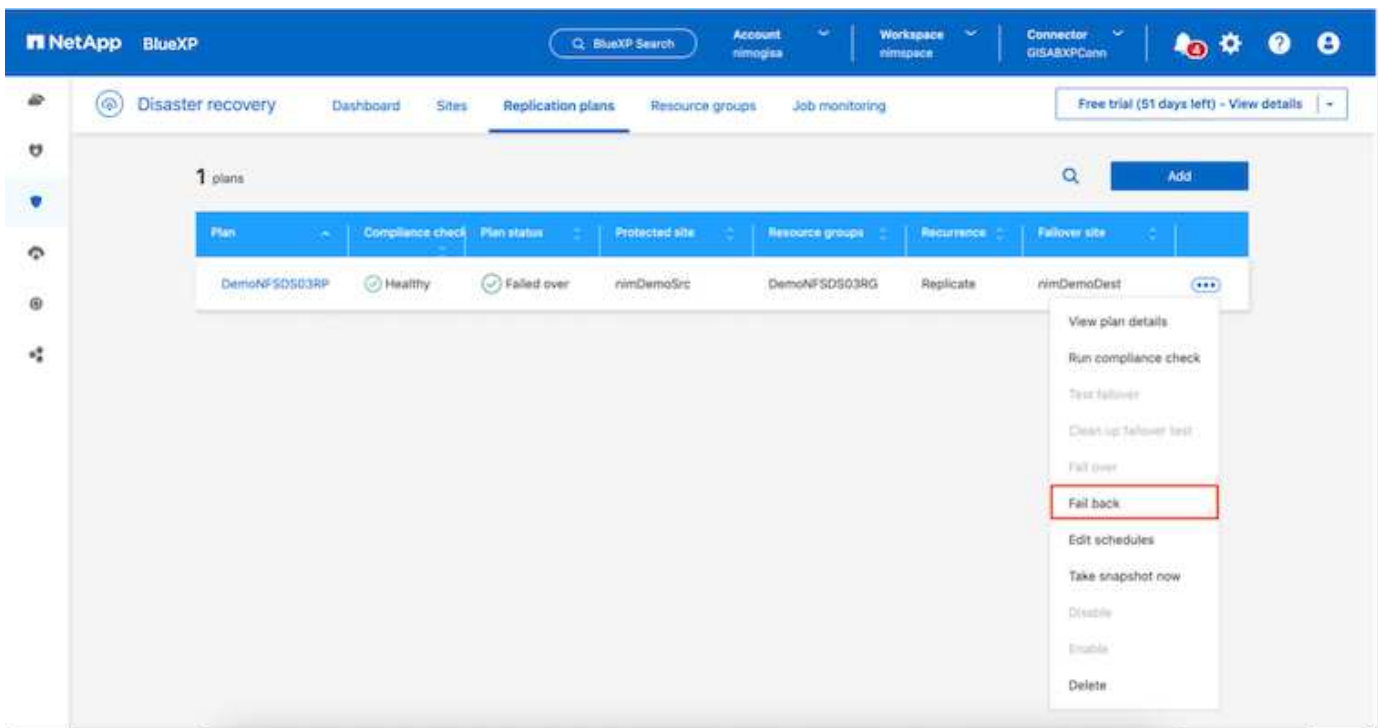 NetApp BlueXP BlueXP Search Account Workspace Connector
nimogisa nimspace GISABXPConn 4
Disaster recovery Dashboard Sites Replication plans Resource groups Job monitoring Free trial (51 days left) - View details
1 plans Add
Plan Compliance check Plan status Protected site Resource groups Recurrence Failover site
DemoNFSDS03RP Healthy Failed over nimDemoSrc DemoNFSDS03RG Replicate nimDemoDest
View plan details
Run compliance check
Test failover
Clean up failover test
Fail over
Fail back
Edit schedules
Take snapshot now
Disable
Enable
Delete